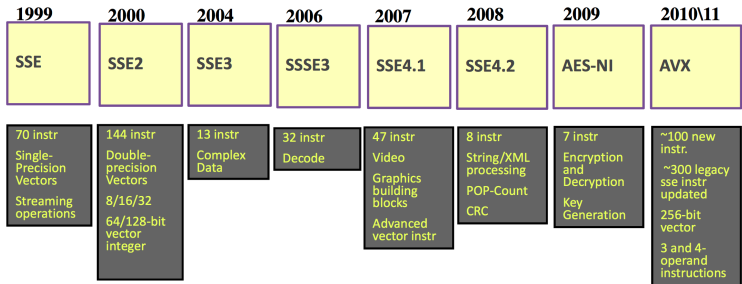 1999
2000
2004
2006
2007
2008
2009
2010\11
SSE
SSE2
SSE3
SSSE3
SSE4.1
SSE4.2
AES-NI
AVX
70 instr
Single-
Precision
Vectors
Streaming
operations
144 instr
Double-
precision
Vectors
8/16/32
64/128-bit
vector
integer
13 instr
Complex
Data
32 instr
Decode
47 instr
Video
Graphics
building
blocks
Advanced
vector instr
8 instr
String/XML
processing
POP-Count
CRC
7 instr
Encryption
and
Decryption
Key
Generation
~100 new
instr.
~300 legacy
sse instr
updated
256-bit
vector
3 and 4-
operand
instructions